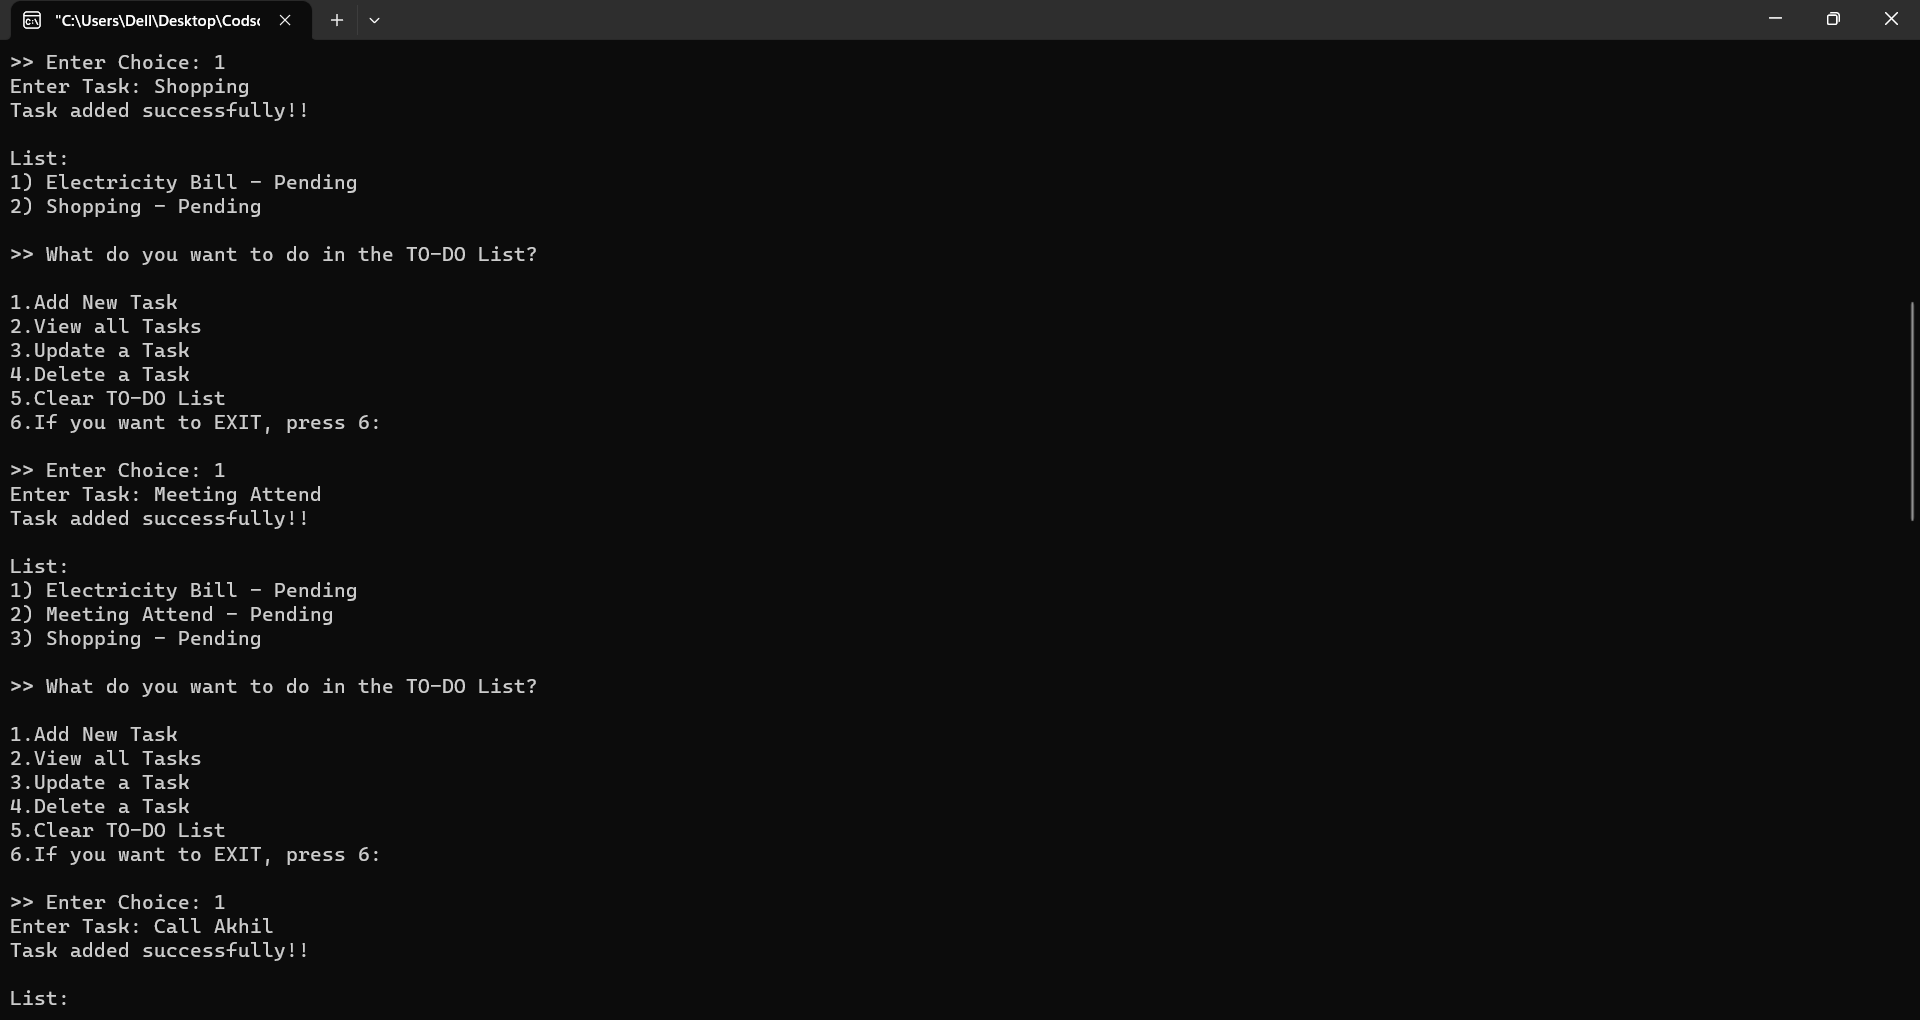 "C:\Users\Dell\Desktop\Codsc
>> Enter Choice: 1
Enter Task: Shopping
Task added successfully!!
List:
1) Electricity Bill - Pending
2) Shopping - Pending
>> What do you want to do in the TO-DO List?
1.Add New Task
2.View all Tasks
3.Update a Task
4.Delete a Task
5.Clear TO-DO List
6.If you want to EXIT, press 6:
>> Enter Choice: 1
Enter Task: Meeting Attend
Task added successfully!!
List:
1) Electricity Bill - Pending
2) Meeting Attend - Pending
3) Shopping - Pending
>> What do you want to do in the TO-DO List?
1.Add New Task
2.View all Tasks
3.Update a Task
4.Delete a Task
5.Clear TO-DO List
6.If you want to EXIT, press 6:
>> Enter Choice: 1
Enter Task: Call Akhil
Task added successfully!!
List: